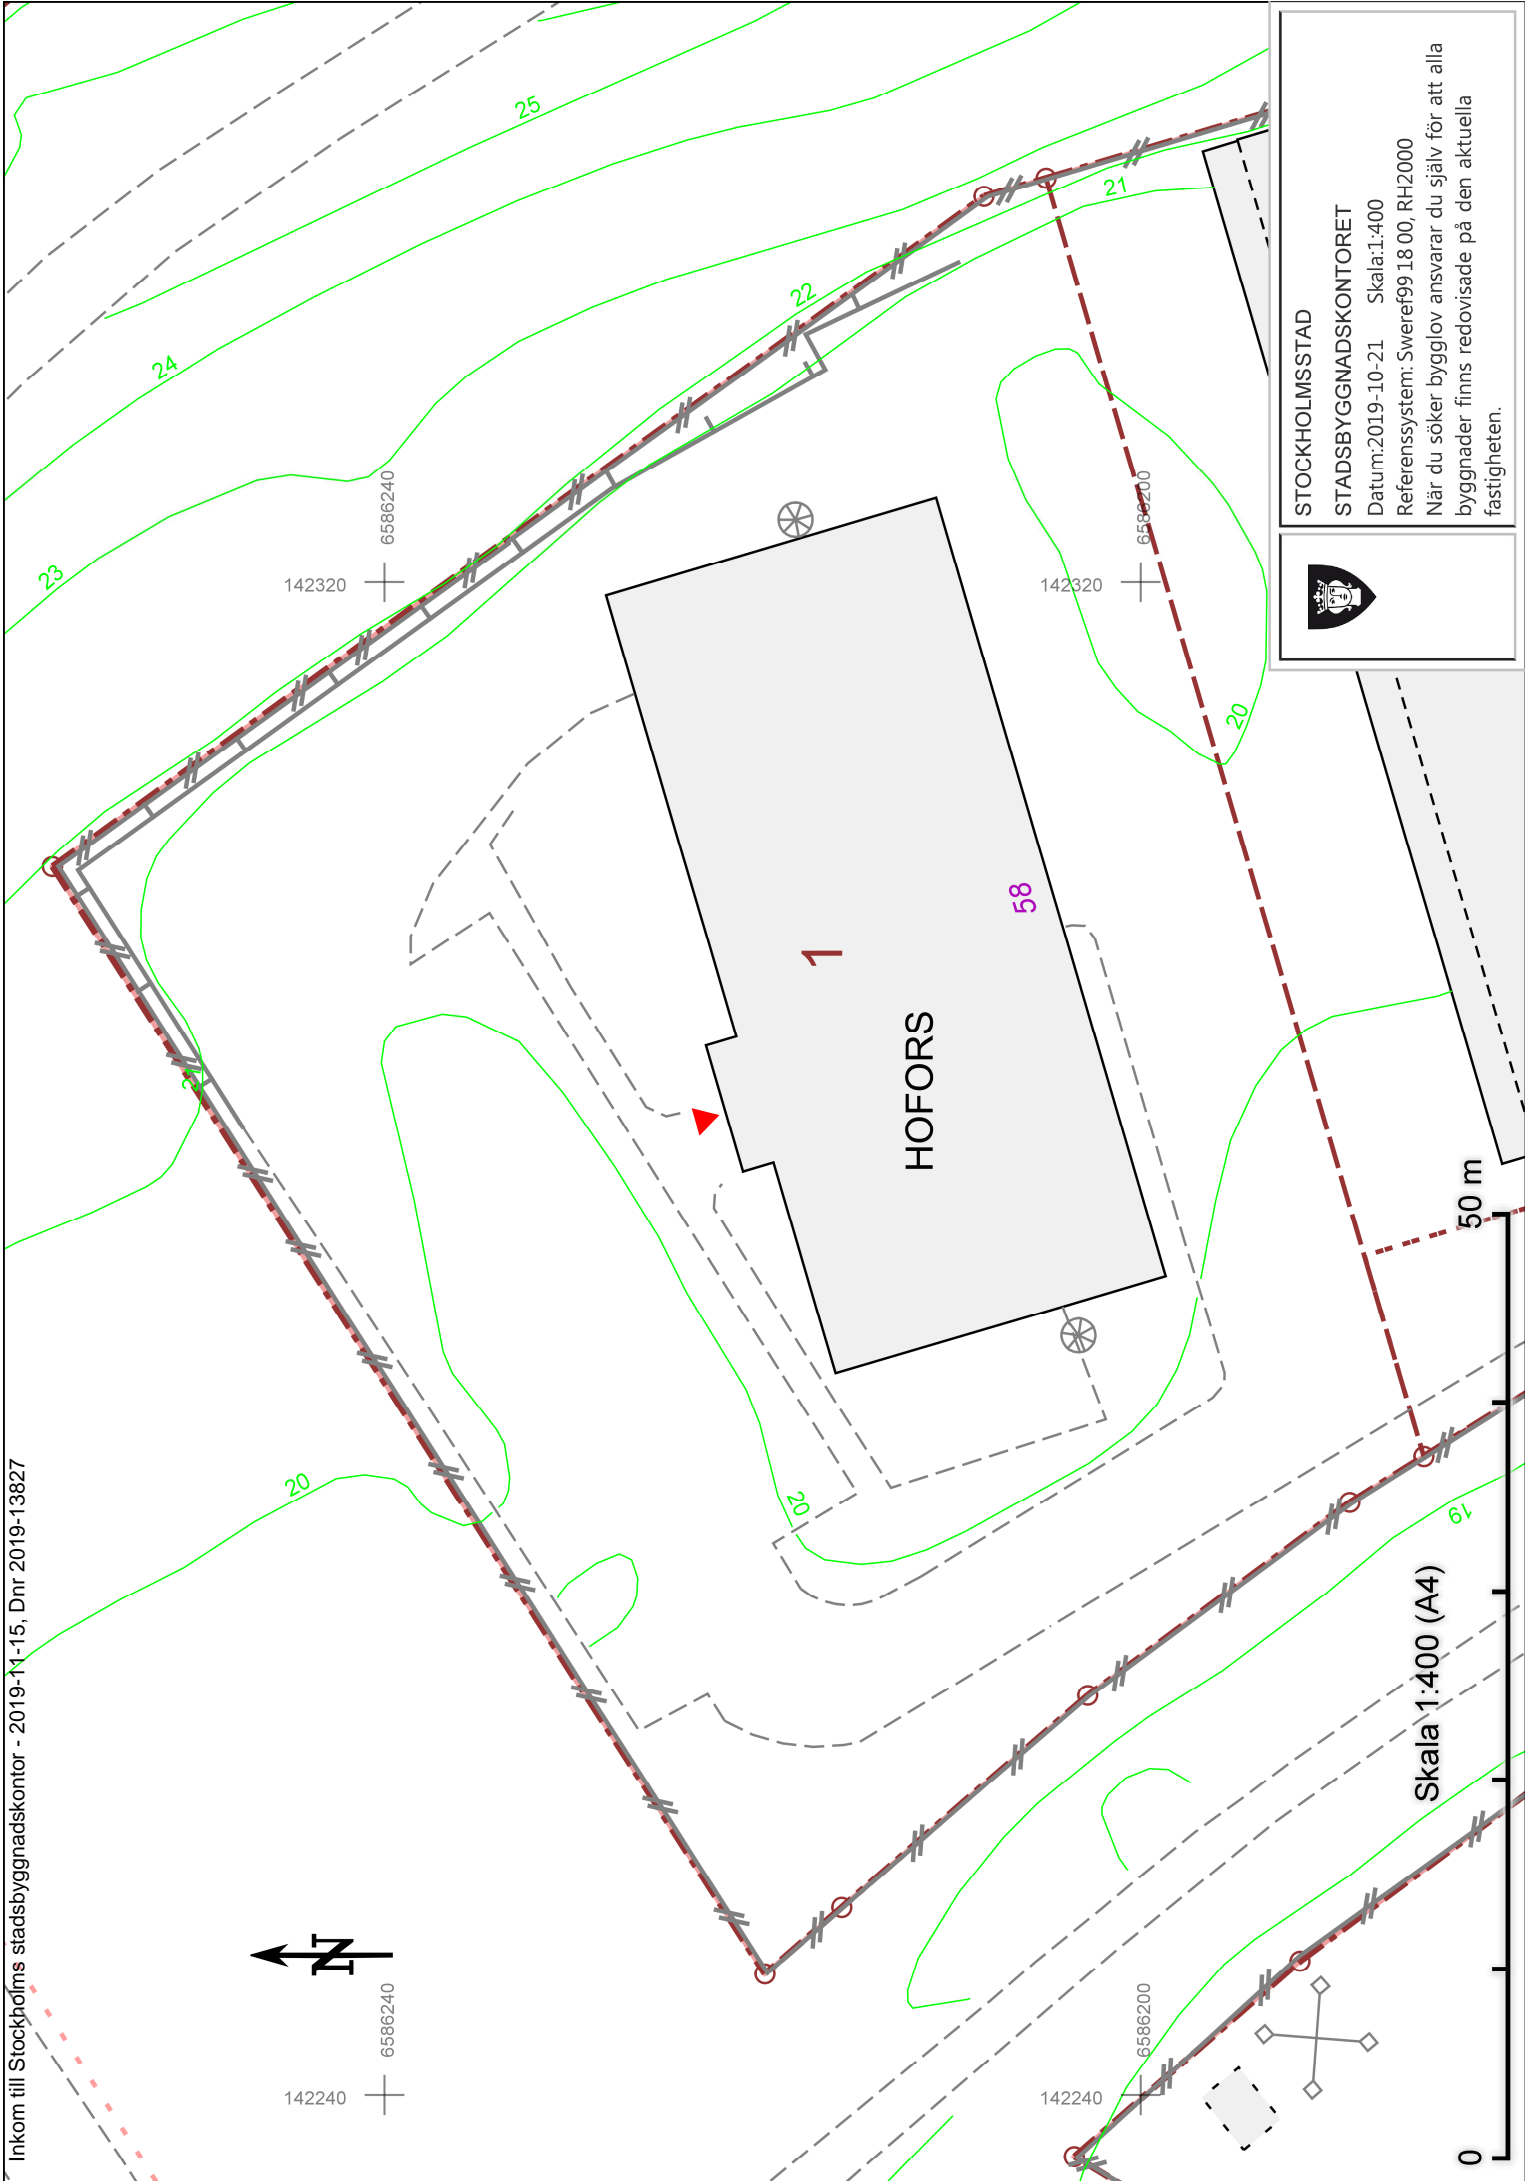 Inkom till Stockholms stadsbyggnadskontor - 2019-11-15, Dnr 2019-13827
25
24
23
22
21
21
20
20
20
19
6586240
142320
6586200
142320
6586240
142240
6586200
142240
1
58
HOFORS
N
STOCKHOLMSSTAD
STADSBYGGNADSKONTORET
Datum:2019-10-21 Skala:1:400
Referenssystem: Sweref99 18 00, RH2000
När du söker bygglov ansvarar du själv för att alla
byggnader finns redovisade på den aktuella
fastigheten.
Skala 1:400 (A4)
0
50 m